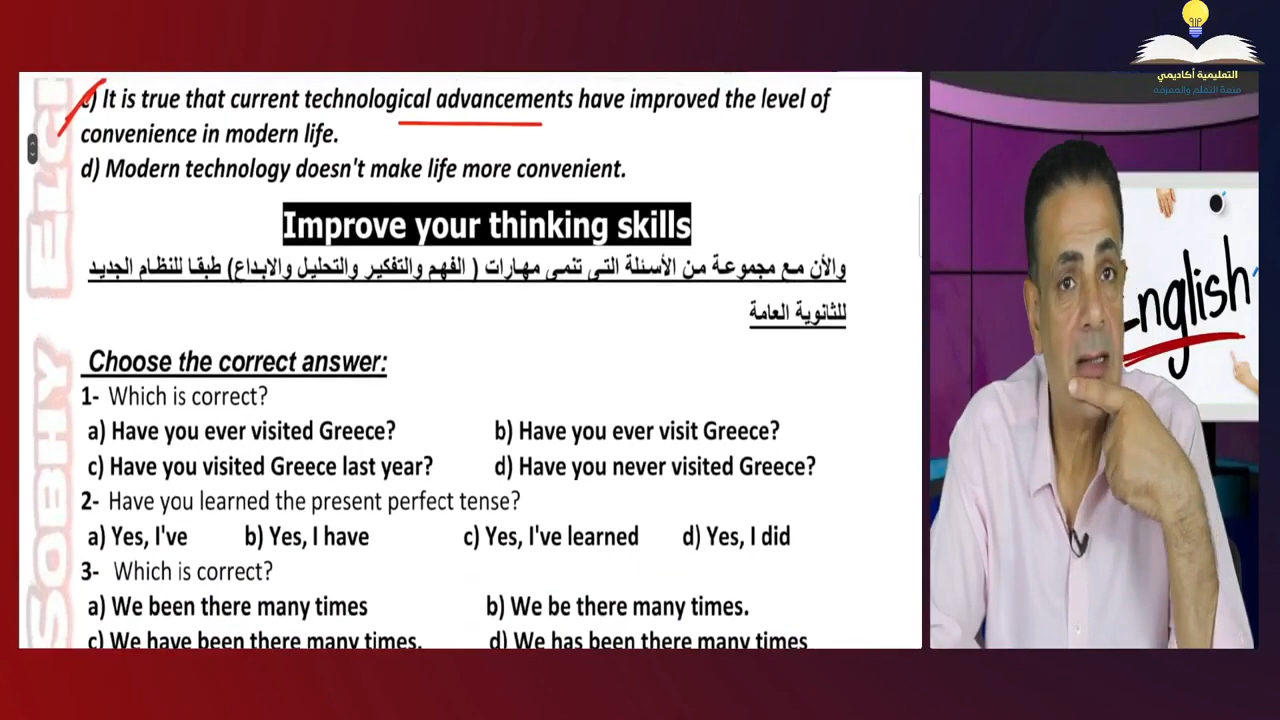 التعليمية أكاديمي
منصة التعلم والمعرفة
c) It is true that current technological advancements have improved the level of
convenience in modern life.
d) Modern technology doesn't make life more convenient.
Improve your thinking skills
والأن مع مجموعة من الأسئلة التى تنمى مهارات ( الفهم والتفكير والتحليل والابداع) طبقا للنظام الجديد
للثانوية العامة
Choose the correct answer:
1- Which is correct?
a) Have you ever visited Greece? b) Have you ever visit Greece?
c) Have you visited Greece last year? d) Have you never visited Greece?
2- Have you learned the present perfect tense?
a) Yes, I've b) Yes, I have c) Yes, I've learned d) Yes, I did
3- Which is correct?
a) We been there many times b) We be there many times.
c) We have been there many times. d) We has been there many times
SOBHY
English